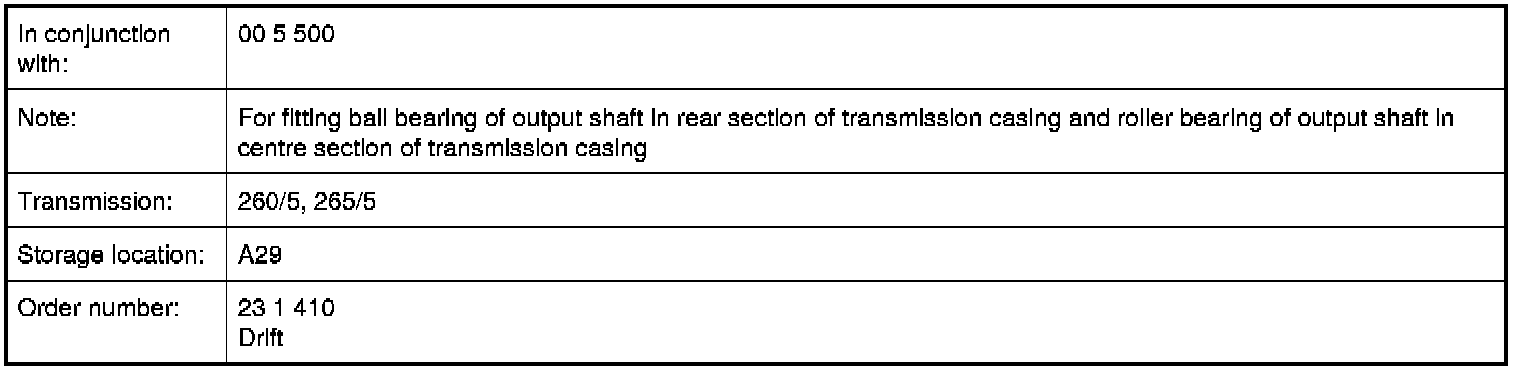 In conjunction 00 5 500
with:
Note: For fitting ball bearing of output shaft in rear section of transmission casing and roller bearing of output shaft in
centre section of transmission casing
Transmission: 260/5, 265/5
Storage location: A29
Order number: 23 1 410
Drift